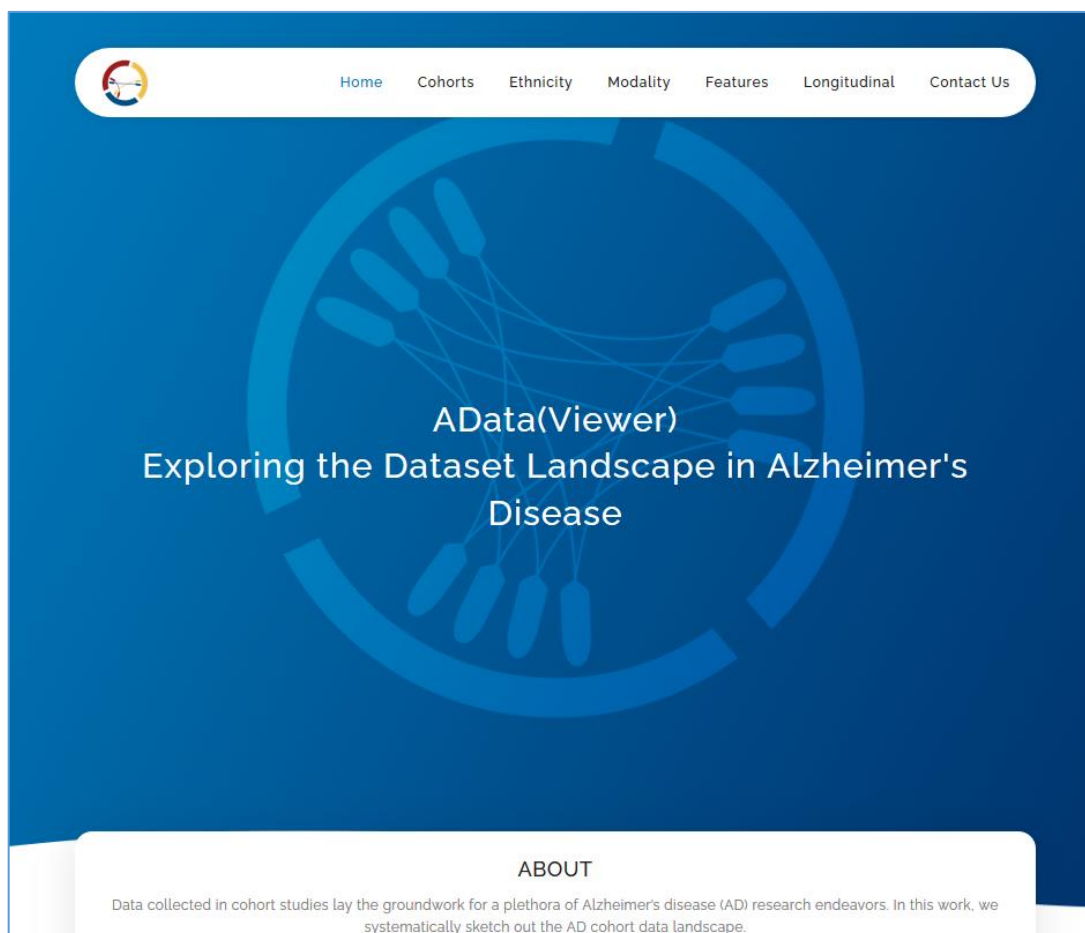 Home Cohorts Ethnicity Modality Features Longitudinal Contact Us
AData(Viewer)
Exploring the Dataset Landscape in Alzheimer's
Disease
ABOUT
Data collected in cohort studies lay the groundwork for a plethora of Alzheimer's disease (AD) research endeavors. In this work, we
systematically sketch out the AD cohort data landscape.